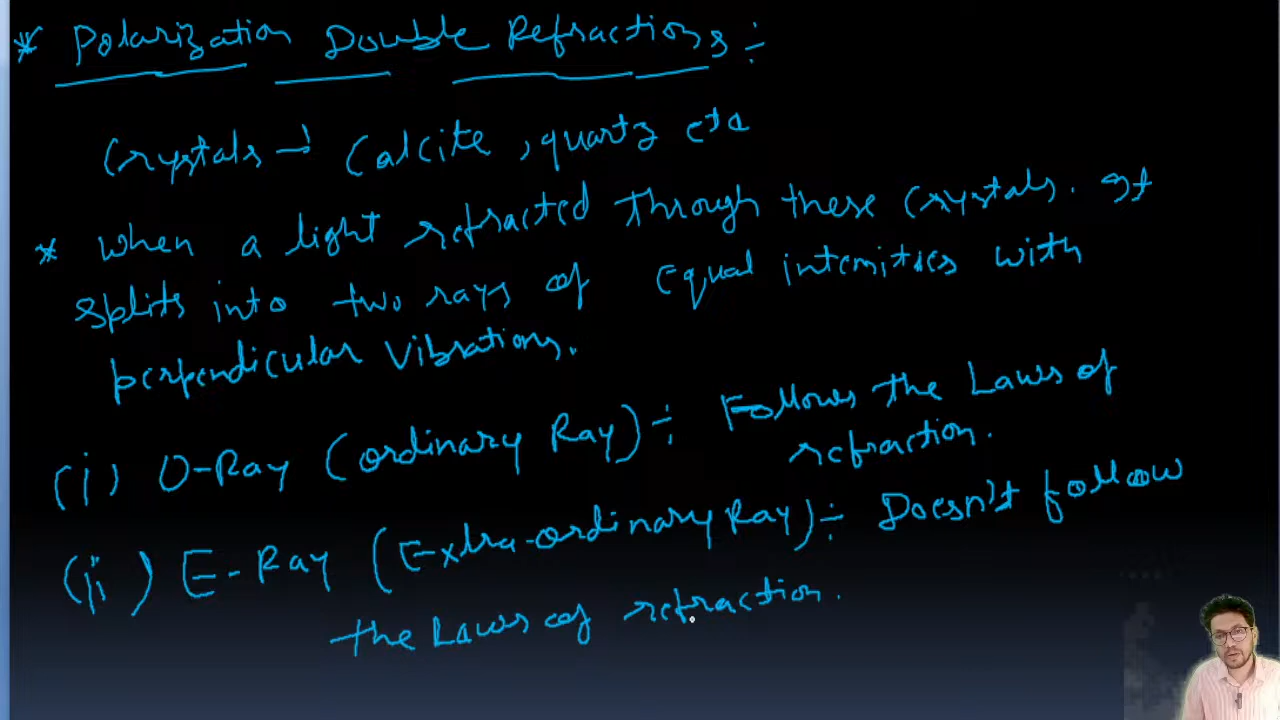 * Polarization Double Refractions :-
Crystals → Calcite, quartz etc
* When a light refracted through these Crystals. It
splits into two rays of equal intensities with
perpendicular vibrations.
(i) O-Ray (ordinary Ray) :- Follows the Laws of
refraction.
(ii) E-Ray (Extra-ordinary Ray) :- Doesn't follow
the Laws of refraction.